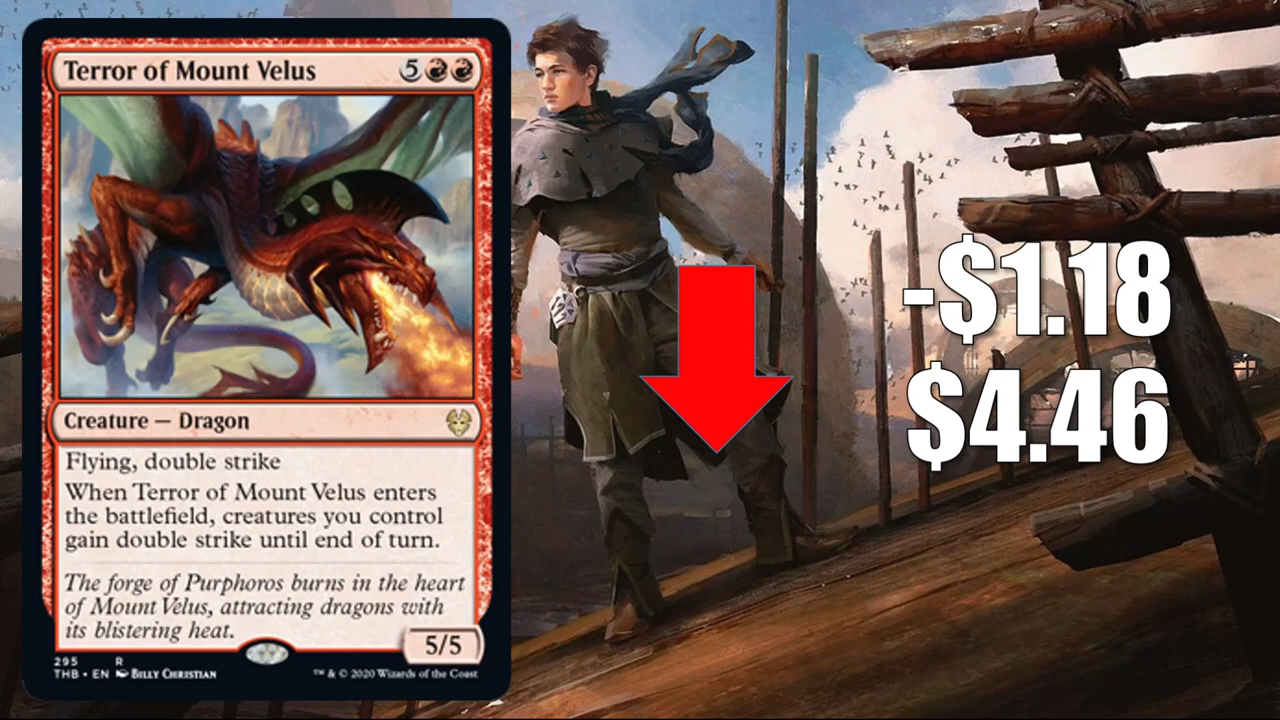 Terror of Mount Velus 5
Creature — Dragon
Flying, double strike
When Terror of Mount Velus enters
the battlefield, creatures you control
gain double strike until end of turn.
The forge of Purphoros burns in the heart
of Mount Velus, attracting dragons with
its blistering heat.
5/5
295 R
THB • EN BILLY CHRISTIAN
™ & © 2020 Wizards of the Coast
-$1.18
$4.46